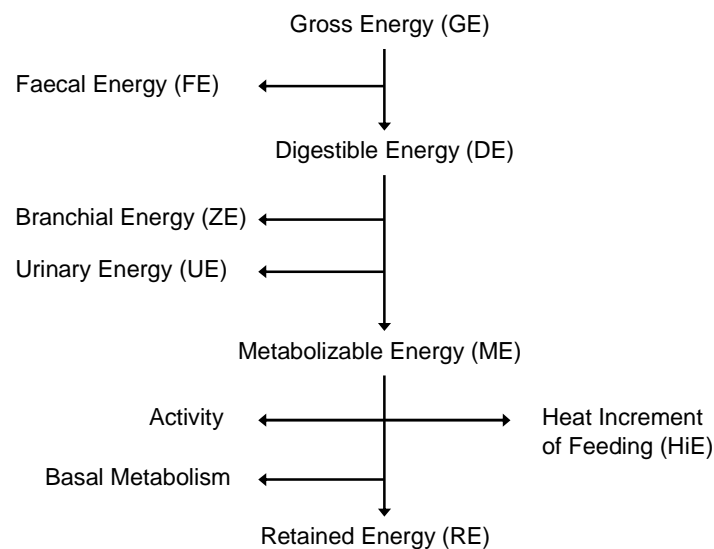 Gross Energy (GE)
Faecal Energy (FE)
Digestible Energy (DE)
Branchial Energy (ZE)
Urinary Energy (UE)
Metabolizable Energy (ME)
Activity
Heat Increment
of Feeding (HiE)
Basal Metabolism
Retained Energy (RE)